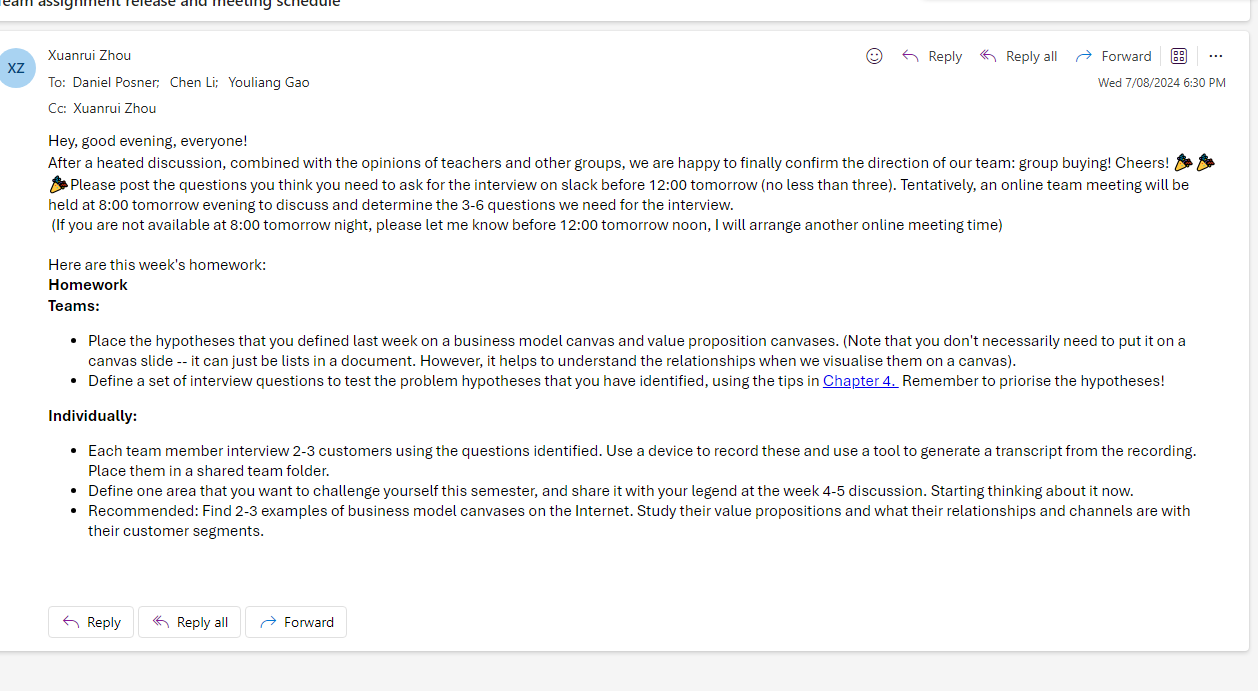 Team assignment release and meeting schedule
XZ
Xuanrui Zhou
Reply
Reply all
Forward
To: Daniel Posner; Chen Li; Youliang Gao
Wed 7/08/2024 6:30 PM
Cc: Xuanrui Zhou
Hey, good evening, everyone!
After a heated discussion, combined with the opinions of teachers and other groups, we are happy to finally confirm the direction of our team: group buying! Cheers! 🎉🎉
🎉Please post the questions you think you need to ask for the interview on slack before 12:00 tomorrow (no less than three). Tentatively, an online team meeting will be
held at 8:00 tomorrow evening to discuss and determine the 3-6 questions we need for the interview.
(If you are not available at 8:00 tomorrow night, please let me know before 12:00 tomorrow noon, I will arrange another online meeting time)
Here are this week's homework:
Homework
Teams:
• Place the hypotheses that you defined last week on a business model canvas and value proposition canvases. (Note that you don't necessarily need to put it on a
canvas slide -- it can just be lists in a document. However, it helps to understand the relationships when we visualise them on a canvas).
• Define a set of interview questions to test the problem hypotheses that you have identified, using the tips in Chapter 4. Remember to priorise the hypotheses!
Individually:
• Each team member interview 2-3 customers using the questions identified. Use a device to record these and use a tool to generate a transcript from the recording.
Place them in a shared team folder.
• Define one area that you want to challenge yourself this semester, and share it with your legend at the week 4-5 discussion. Starting thinking about it now.
• Recommended: Find 2-3 examples of business model canvases on the Internet. Study their value propositions and what their relationships and channels are with
their customer segments.
Reply
Reply all
Forward